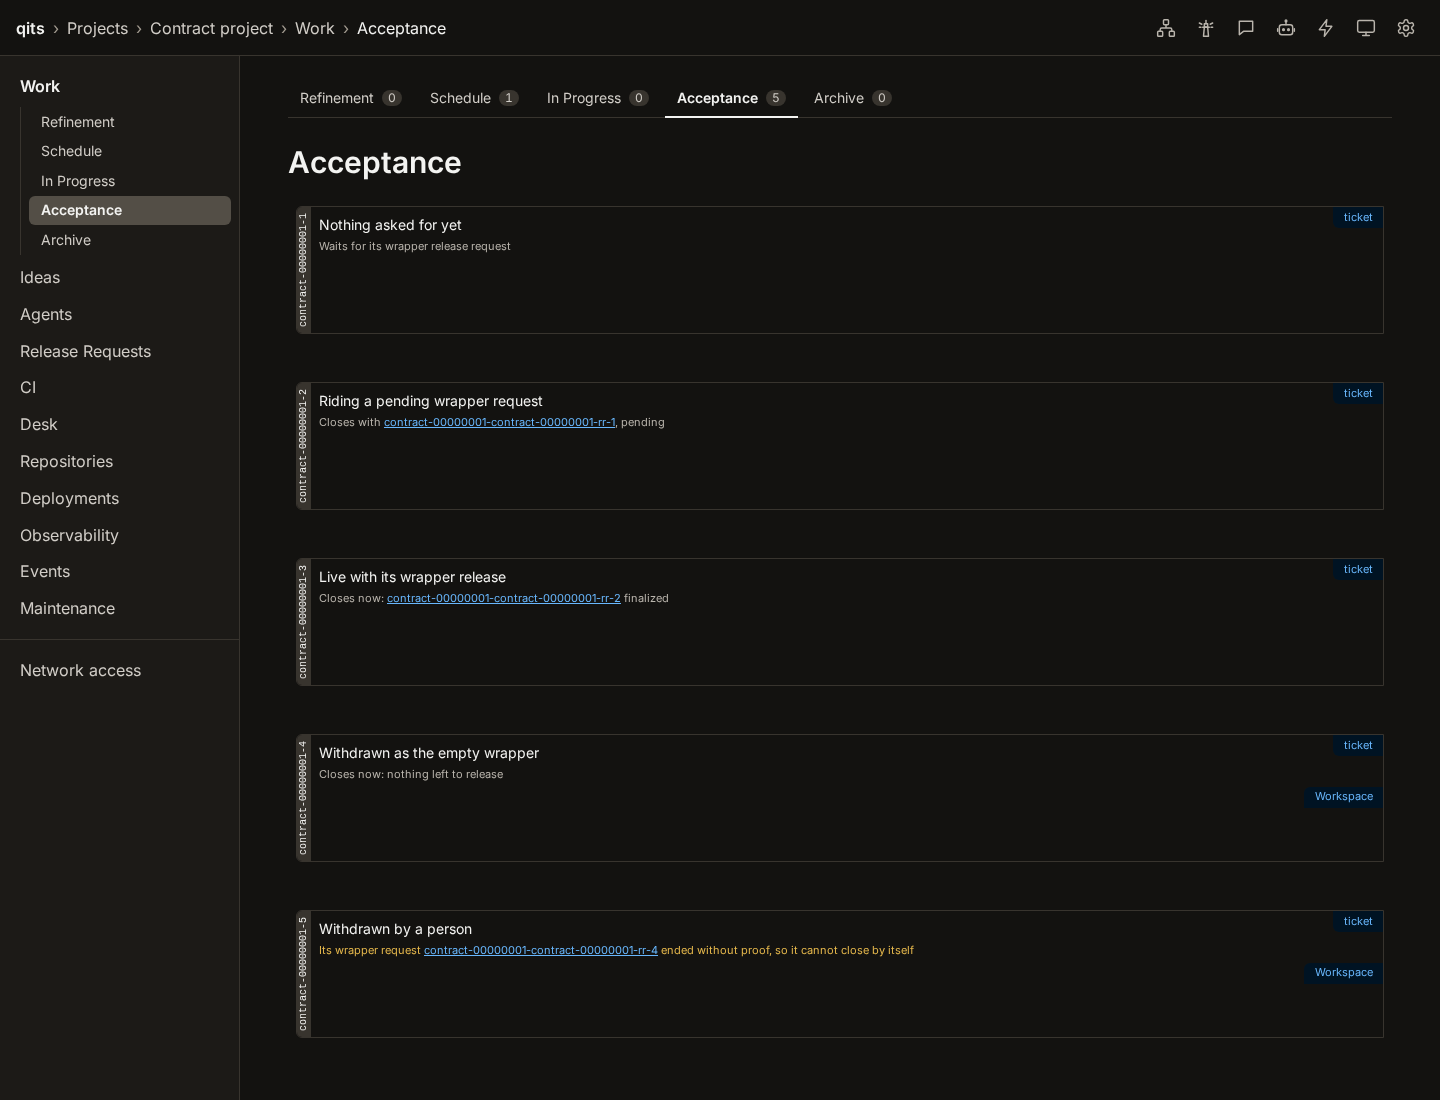 qits › Projects › Contract project › Work › Acceptance
Work
Refinement
Schedule
In Progress
Acceptance
Archive
Ideas
Agents
Release Requests
CI
Desk
Repositories
Deployments
Observability
Events
Maintenance
Network access
Refinement 0 Schedule 1 In Progress 0 Acceptance 5 Archive 0
Acceptance
contract-00000001-1
Nothing asked for yet
ticket
Waits for its wrapper release request
contract-00000001-2
Riding a pending wrapper request
ticket
Closes with contract-00000001-contract-00000001-rr-1, pending
contract-00000001-3
Live with its wrapper release
ticket
Closes now: contract-00000001-contract-00000001-rr-2 finalized
contract-00000001-4
Withdrawn as the empty wrapper
ticket
Closes now: nothing left to release
Workspace
contract-00000001-5
Withdrawn by a person
ticket
Its wrapper request contract-00000001-contract-00000001-rr-4 ended without proof, so it cannot close by itself
Workspace